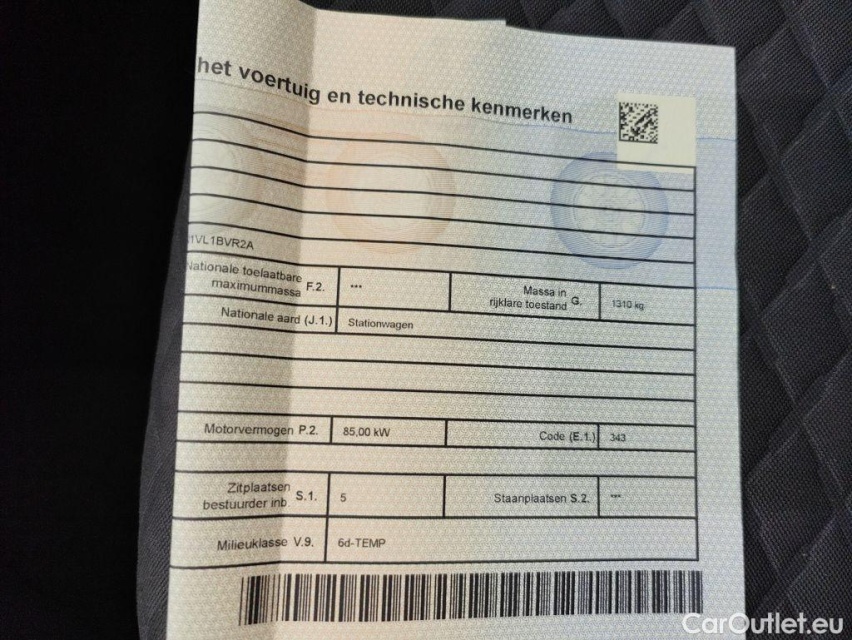 het voertuig en technische kenmerken
1VL1BVR2A
Nationale toelaatbare maximummassa F.2. *** Massa in rijklare toestand G. 1310 kg
Nationale aard (J.1.) Stationwagen
Motorvermogen P.2. 85,00 kW Code (E.1.) 343
Zitplaatsen bestuurder inb. S.1. 5 Staanplaatsen S.2. ***
Milieuklasse V.9. 6d-TEMP
CarOutlet.eu